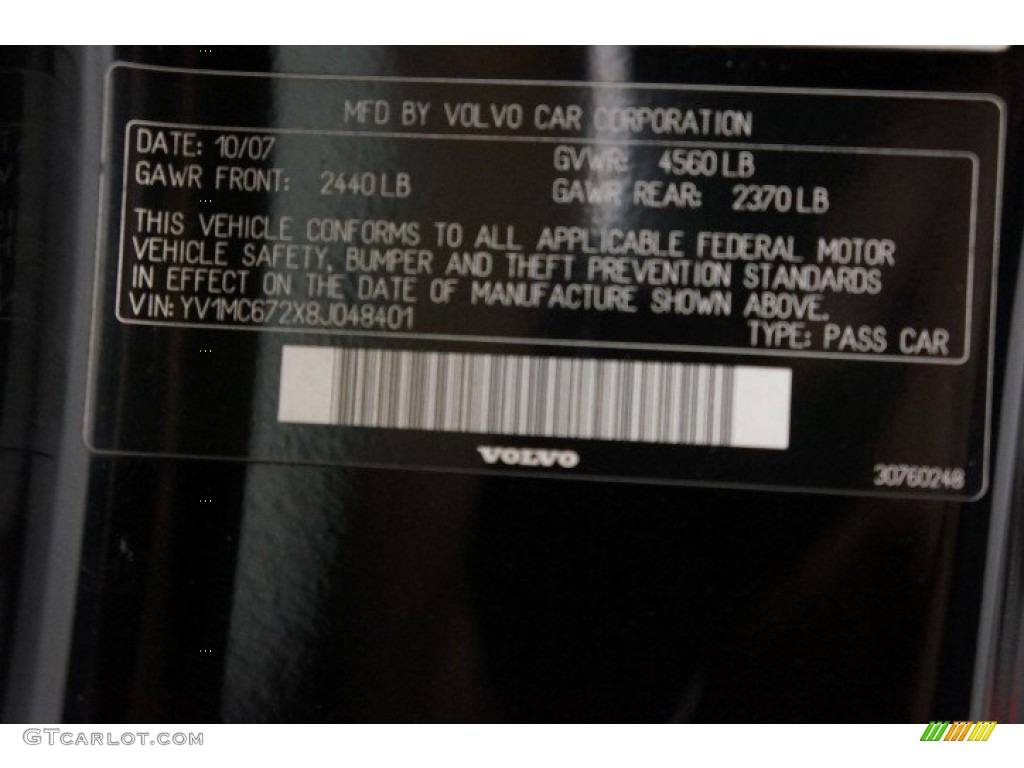 MFD BY VOLVO CAR CORPORATION
DATE: 10/07 GVWR: 4560 LB
GAWR FRONT: 2440 LB GAWR REAR: 2370 LB
THIS VEHICLE CONFORMS TO ALL APPLICABLE FEDERAL MOTOR
VEHICLE SAFETY, BUMPER AND THEFT PREVENTION STANDARDS
IN EFFECT ON THE DATE OF MANUFACTURE SHOWN ABOVE.
VIN: YV1MC672X8J048401
TYPE: PASS CAR
VOLVO
30760248
GTCARLOT.COM